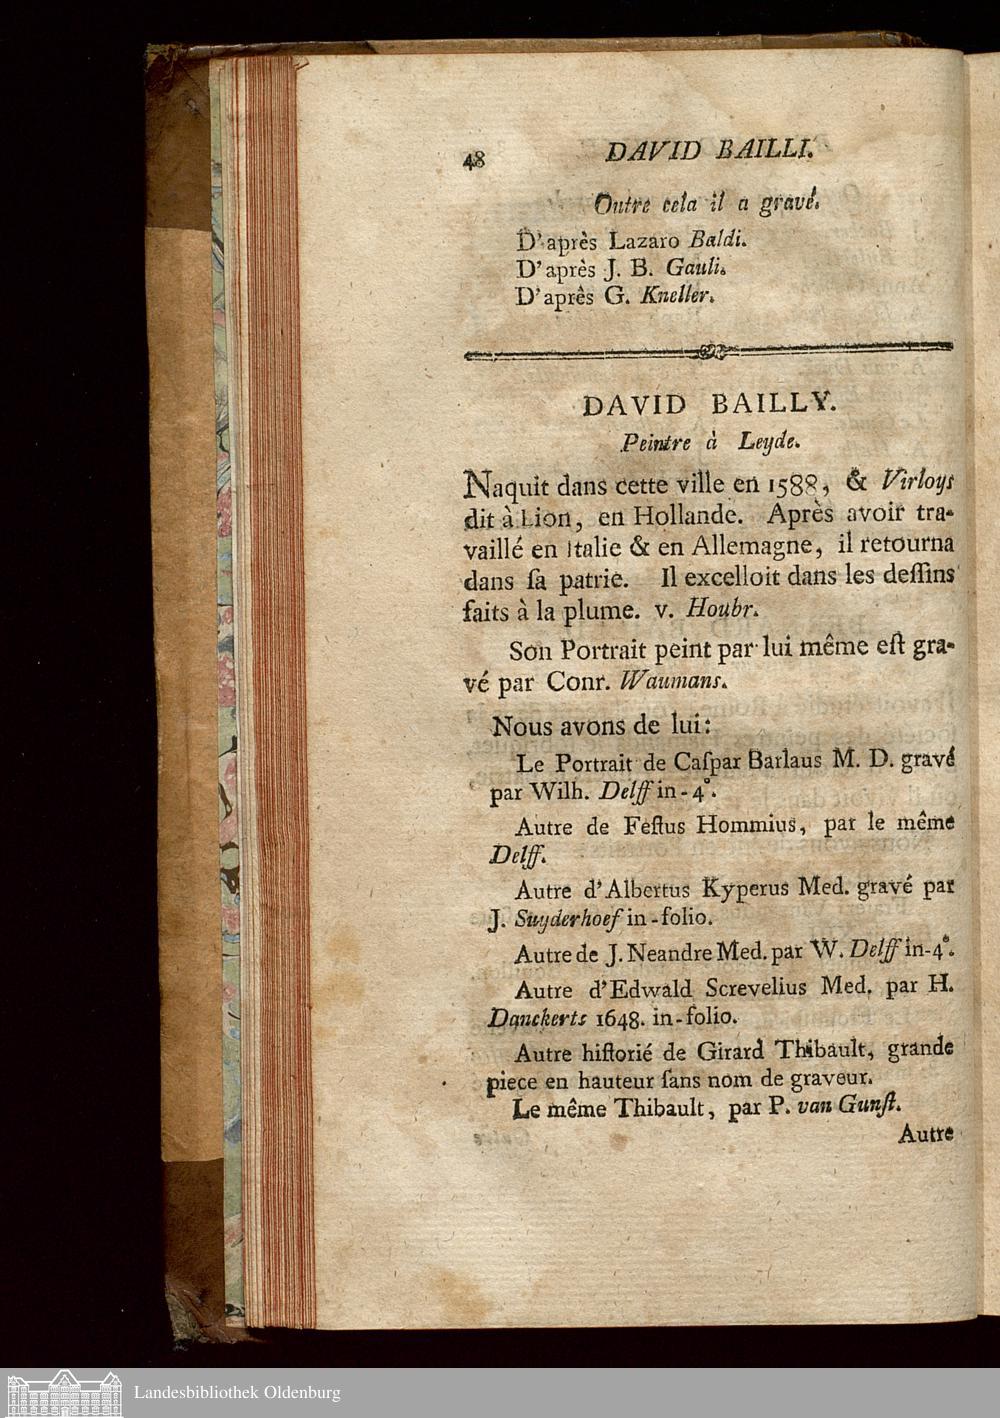 48 DAVID BAILLI.
Outre cela il a gravé.
D'après Lazaro Baldi.
D'après J. B. Gauli.
D'après G. Kneller.
DAVID BAILLY.
Peintre à Leyde.
Naquit dans cette ville en 1588, & Virloys
dit à Lion, en Hollande. Après avoir tra-
vaillé en Italie & en Allemagne, il retourna
dans ſa patrie. Il excelloit dans les deſſins
faits à la plume. v. Houbr.
Son Portrait peint par lui même eſt gra-
vé par Conr. Waumans.
Nous avons de lui:
Le Portrait de Caſpar Barlaus M. D. gravé
par Wilh. Delff in-4°.
Autre de Feſtus Hommius, par le même
Delff.
Autre d'Albertus Kyperus Med. gravé par
J. Suyderhoef in-folio.
Autre de J. Neandre Med. par W. Delff in-4°.
Autre d'Edwald Screvelius Med. par H.
Danckerts 1648. in-folio.
Autre hiſtorié de Girard Thibault, grande
piece en hauteur ſans nom de graveur.
Le même Thibault, par P. van Gunſt.
Autre
Landesbibliothek Oldenburg